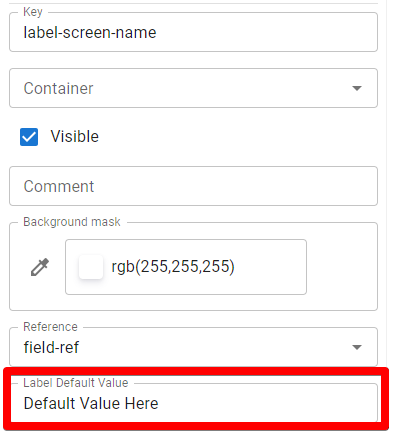 Key
label-screen-name
Container
Visible
Comment
Background mask
rgb(255,255,255)
Reference
field-ref
Label Default Value
Default Value Here